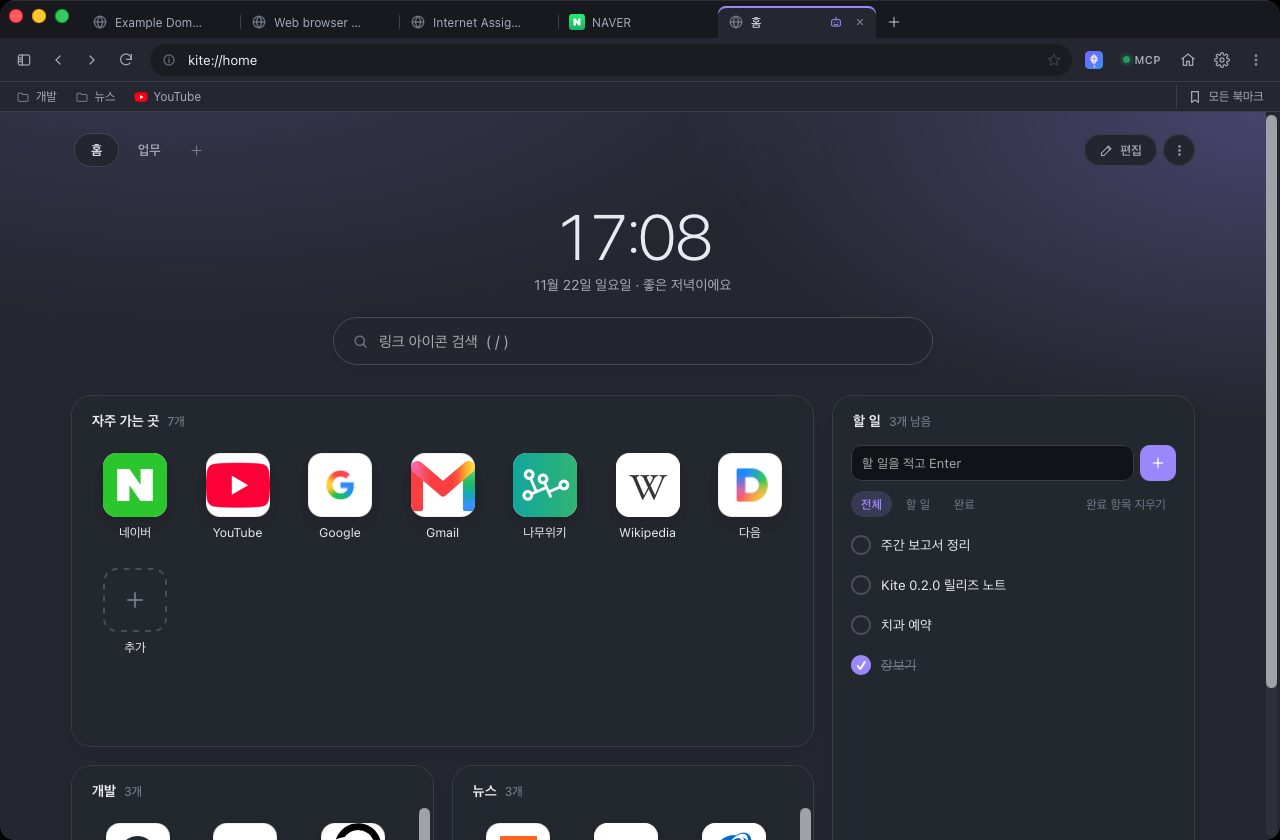 Example Dom...
Web browser ...
Internet Assig...
NAVER
홈
kite://home
MCP
개발
뉴스
YouTube
모든 북마크
홈
업무
편집
17:08
11월 22일 일요일 · 좋은 저녁이에요
링크 아이콘 검색 ( / )
자주 가는 곳 7개
네이버
YouTube
Google
Gmail
나무위키
Wikipedia
다음
추가
할 일 3개 남음
할 일을 적고 Enter
전체
할 일
완료
완료 항목 지우기
주간 보고서 정리
Kite 0.2.0 릴리즈 노트
치과 예약
장보기
개발 3개
뉴스 3개